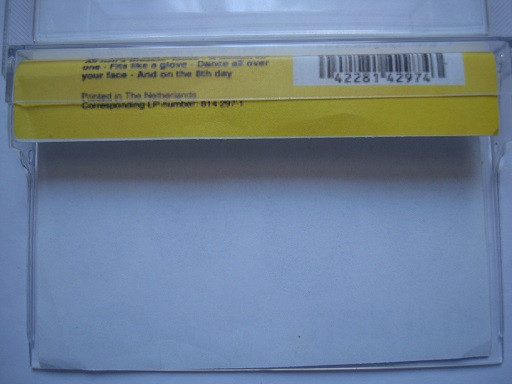 one - Fits like a glove - Dance all over
your face - And on the 8th day
42281 42974
Printed in The Netherlands
Corresponding LP number: 814 297-1